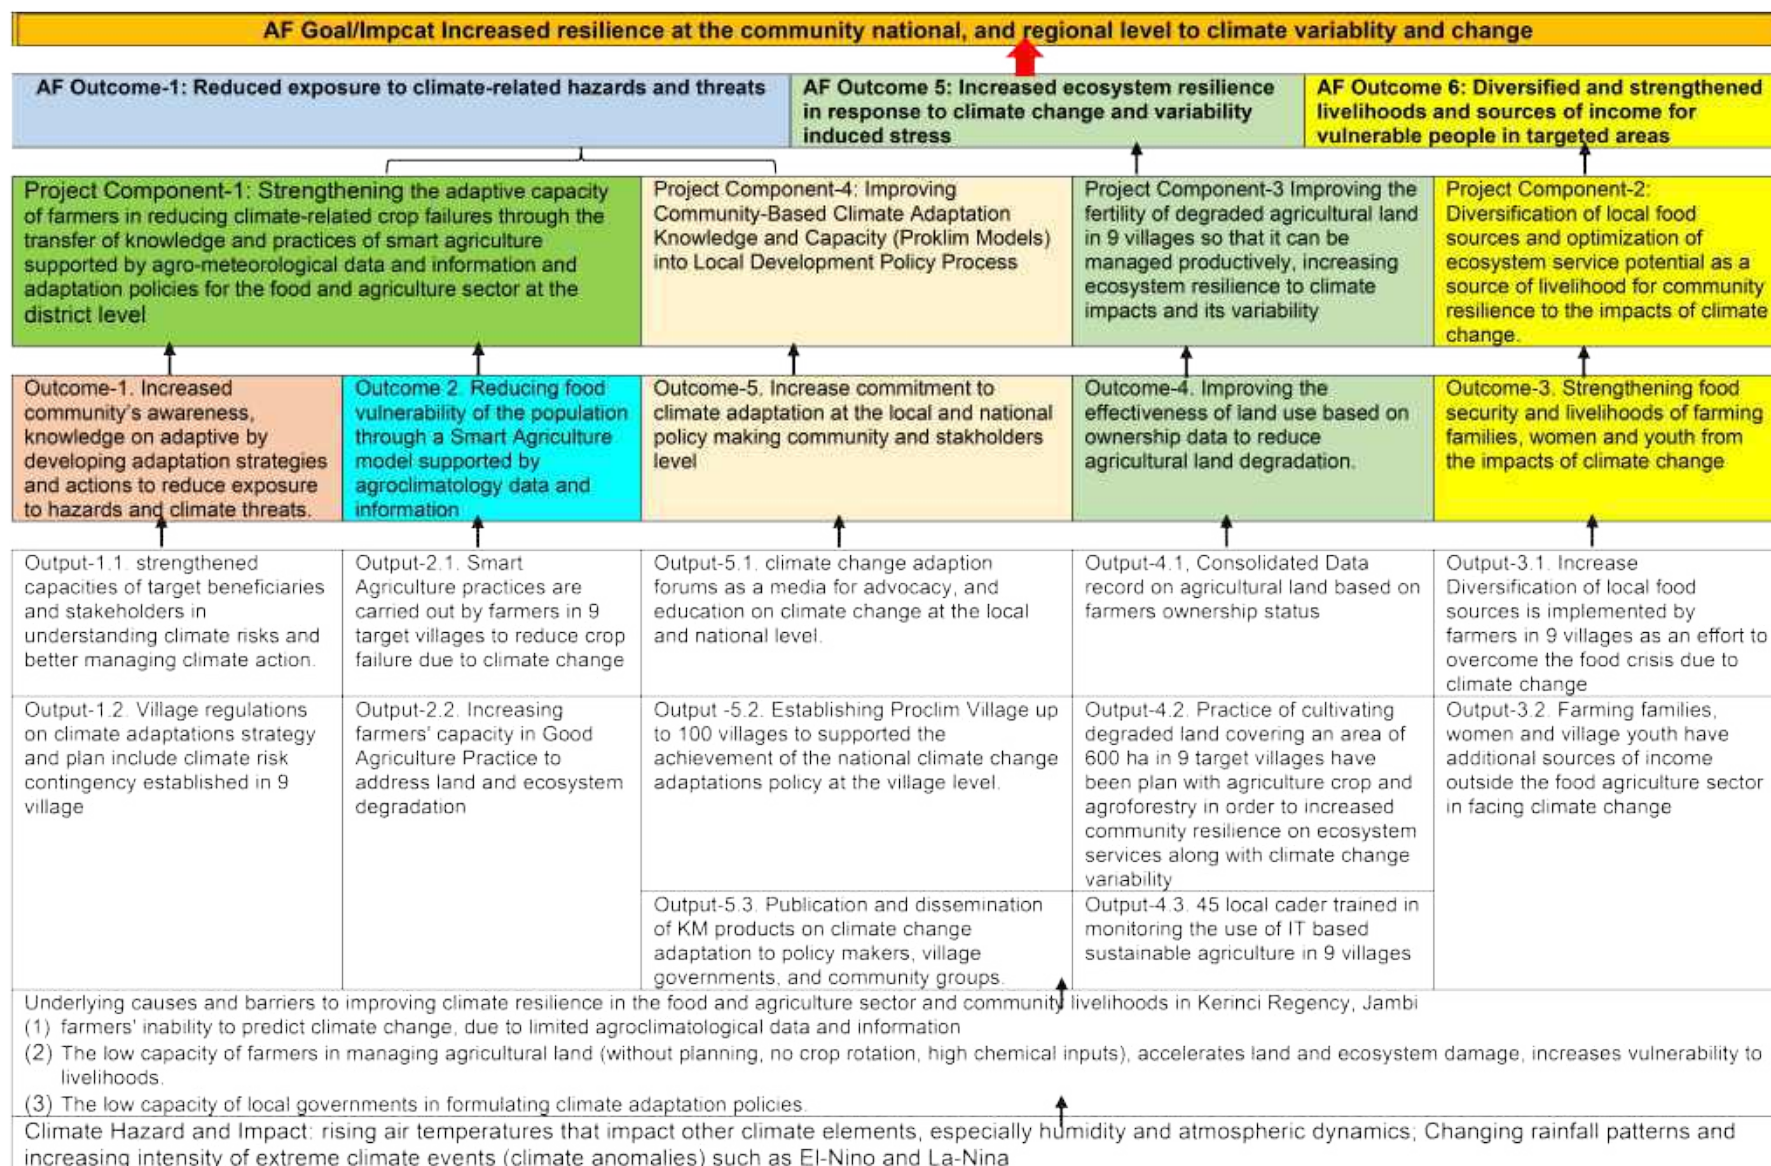 AF Goal/Impcat Increased resilience at the community national, and regional level to climate variablity and change
AF Outcome-1: Reduced exposure to climate-related hazards and threats
AF Outcome 5: Increased ecosystem resilience
in response to climate change and variability
induced stress
AF Outcome 6: Diversified and strengthened
livelihoods and sources of income for
vulnerable people in targeted areas
Project Component-1: Strengthening the adaptive capacity
of farmers in reducing climate-related crop failures through the
transfer of knowledge and practices of smart agriculture
supported by agro-meteorological data and information and
adaptation policies for the food and agriculture sector at the
district level
Project Component-4: Improving
Community-Based Climate Adaptation
Knowledge and Capacity (Proklim Models)
into Local Development Policy Process
Project Component-3 Improving the
fertility of degraded agricultural land
in 9 villages so that it can be
managed productively, increasing
ecosystem resilience to climate
impacts and its variability
Project Component-2:
Diversification of local food
sources and optimization of
ecosystem service potential as a
source of livelihood for community
resilience to the impacts of climate
change.
Outcome-1. Increased
community's awareness,
knowledge on adaptive by
developing adaptation strategies
and actions to reduce exposure
to hazards and climate threats.
Outcome 2. Reducing food
vulnerability of the population
through a Smart Agriculture
model supported by
agroclimatology data and
information
Outcome-5. Increase commitment to
climate adaptation at the local and national
policy making community and stakholders
level
Outcome-4. Improving the
effectiveness of land use based on
ownership data to reduce
agricultural land degradation.
Outcome-3. Strengthening food
security and livelihoods of farming
families, women and youth from
the impacts of climate change
Output-1.1. strengthened
capacities of target beneficiaries
and stakeholders in
understanding climate risks and
better managing climate action.
Output-2.1. Smart
Agriculture practices are
carried out by farmers in 9
target villages to reduce crop
failure due to climate change
Output-5.1. climate change adaption
forums as a media for advocacy, and
education on climate change at the local
and national level.
Output-4.1, Consolidated Data
record on agricultural land based on
farmers ownership status
Output-3.1. Increase
Diversification of local food
sources is implemented by
farmers in 9 villages as an effort to
overcome the food crisis due to
climate change
Output-1.2. Village regulations
on climate adaptations strategy
and plan include climate risk
contingency established in 9
village
Output-2.2. Increasing
farmers' capacity in Good
Agriculture Practice to
address land and ecosystem
degradation
Output -5.2. Establishing Proclim Village up
to 100 villages to supported the
achievement of the national climate change
adaptations policy at the village level.
Output-4.2. Practice of cultivating
degraded land covering an area of
600 ha in 9 target villages have
been plan with agriculture crop and
agroforestry in order to increased
community resilience on ecosystem
services along with climate change
variability
Output-3.2. Farming families,
women and village youth have
additional sources of income
outside the food agriculture sector
in facing climate change
Output-5.3. Publication and dissemination
of KM products on climate change
adaptation to policy makers, village
governments, and community groups.
Output-4.3. 45 local cader trained in
monitoring the use of IT based
sustainable agriculture in 9 villages
Underlying causes and barriers to improving climate resilience in the food and agriculture sector and community livelihoods in Kerinci Regency, Jambi
(1) farmers' inability to predict climate change, due to limited agroclimatological data and information
(2) The low capacity of farmers in managing agricultural land (without planning, no crop rotation, high chemical inputs), accelerates land and ecosystem damage, increases vulnerability to
livelihoods.
(3) The low capacity of local governments in formulating climate adaptation policies.
Climate Hazard and Impact: rising air temperatures that impact other climate elements, especially humidity and atmospheric dynamics; Changing rainfall patterns and
increasing intensity of extreme climate events (climate anomalies) such as El-Nino and La-Nina